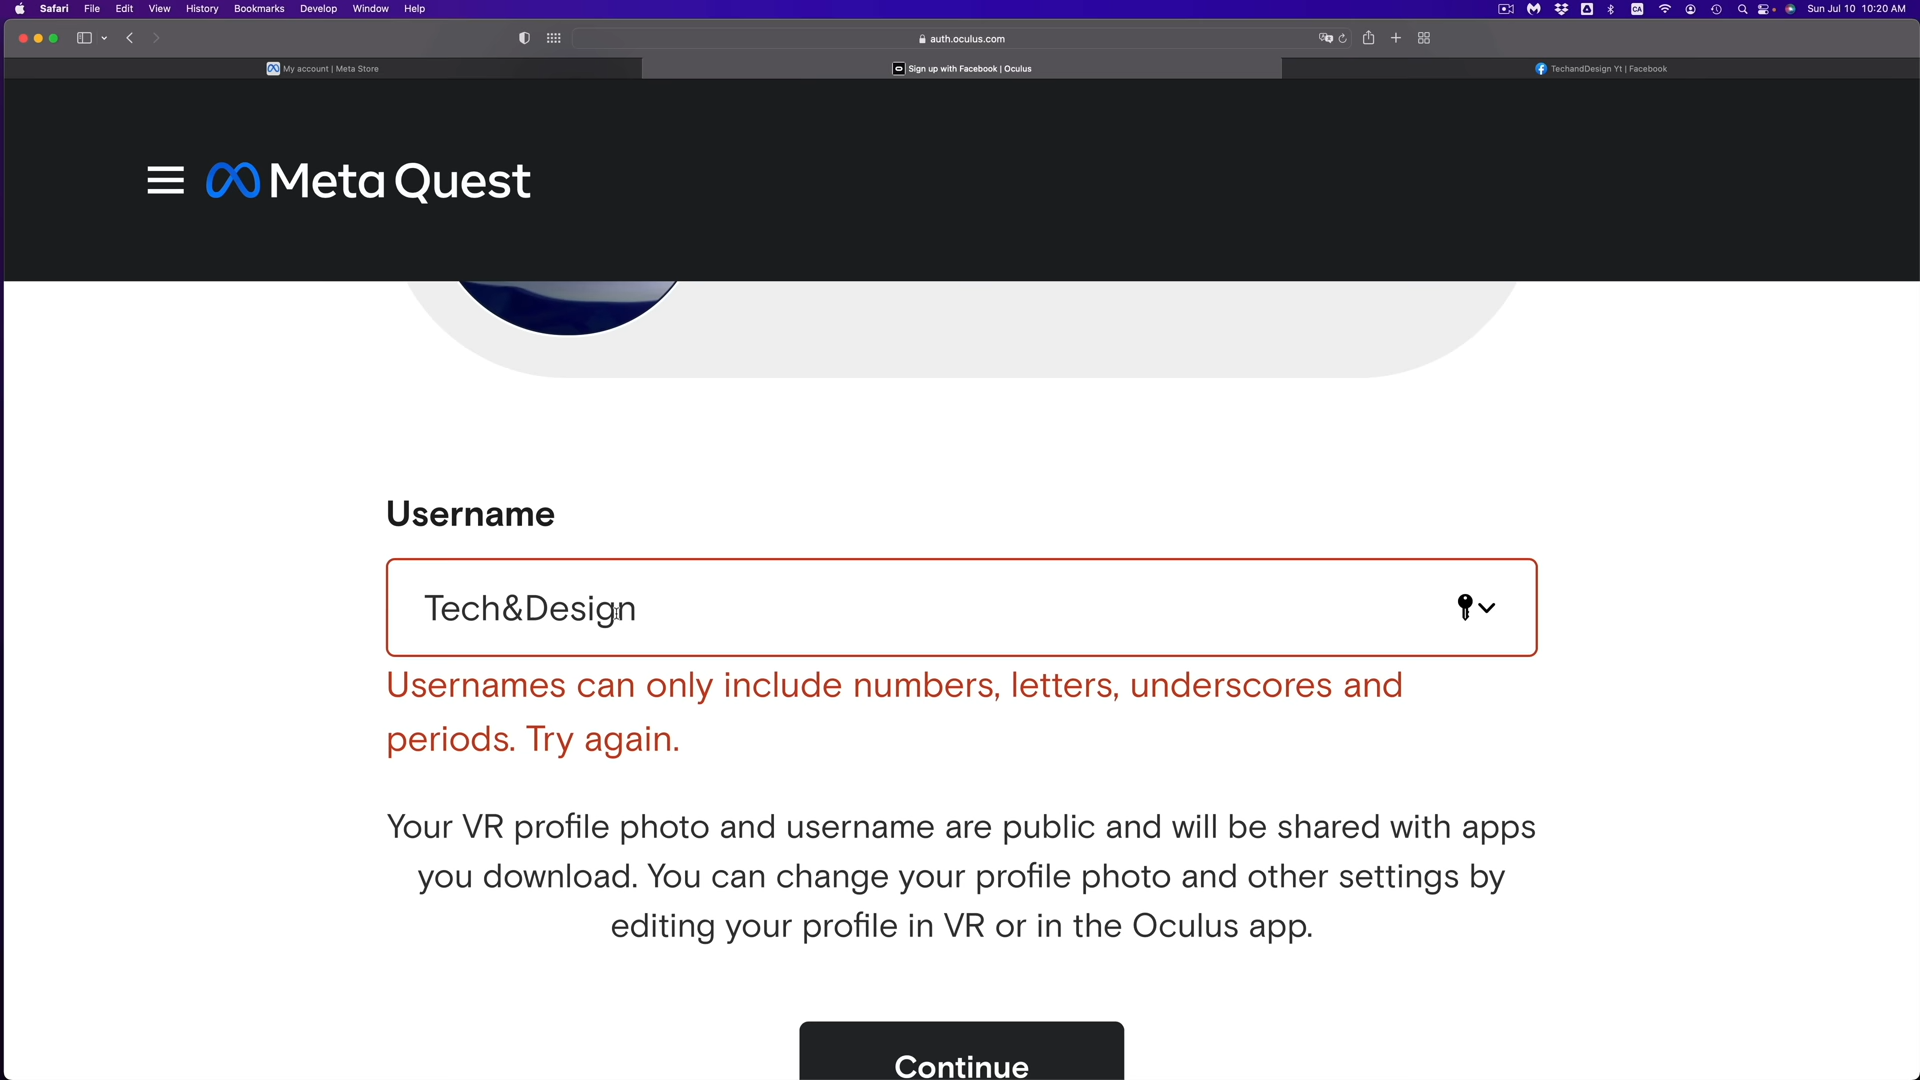 Safari File Edit View History Bookmarks Develop Window Help CA Sun Jul 10 10:20 AM
auth.oculus.com
My account | Meta Store Sign up with Facebook | Oculus TechandDesign Yt | Facebook
Meta Quest
Username
Tech&Design
Usernames can only include numbers, letters, underscores and
periods. Try again.
Your VR profile photo and username are public and will be shared with apps
you download. You can change your profile photo and other settings by
editing your profile in VR or in the Oculus app.
Continue